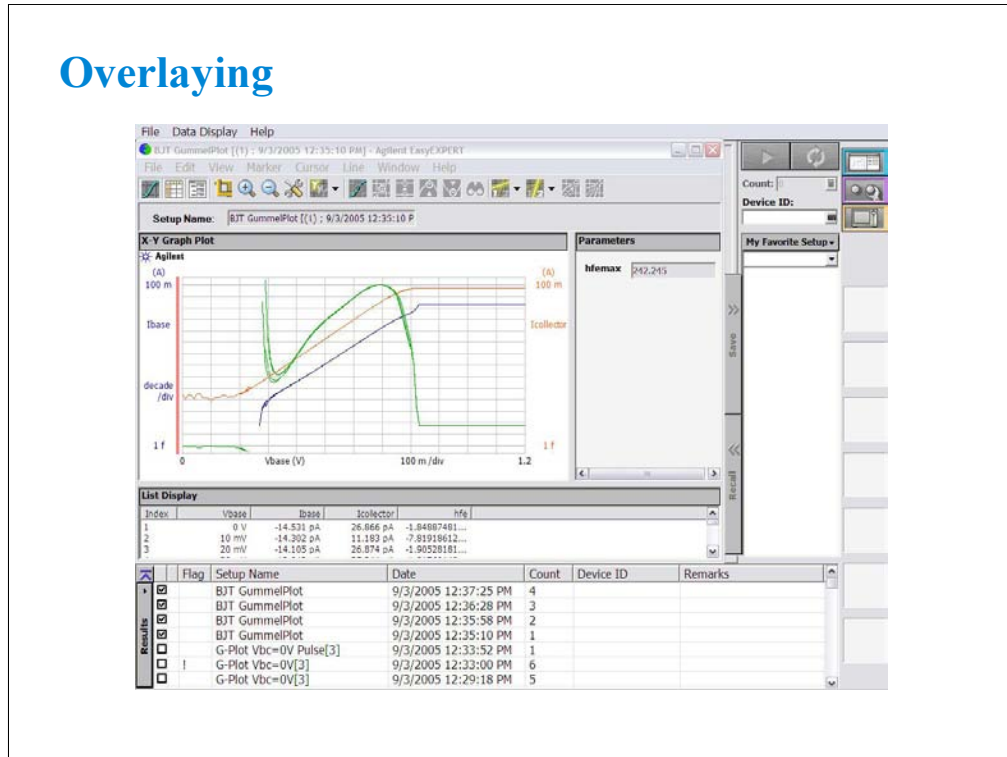 Overlaying
File Data Display Help
BJT GummelPlot [(1) ; 9/3/2005 12:35:10 PM] - Agilent EasyEXPERT
File Edit View Marker Cursor Line Window Help
Setup Name: BJT GummelPlot [(1) ; 9/3/2005 12:35:10 P
Count:
Device ID:
My Favorite Setup
X-Y Graph Plot
Parameters
Agilent
hfemax 242.245
(A)
100 m
Ibase
decade
/div
1 f
(A)
100 m
Icollector
1 f
0 Vbase (V) 100 m /div 1.2
Save
Recall
List Display
Index Vbase Ibase Icollector hfe
1 0 V -14.531 pA 26.866 pA -1.84887481...
2 10 mV -14.302 pA 11.183 pA -7.81918612...
3 20 mV -14.105 pA 26.874 pA -1.90528181...
Results
Flag Setup Name Date Count Device ID Remarks
BJT GummelPlot 9/3/2005 12:37:25 PM 4
BJT GummelPlot 9/3/2005 12:36:28 PM 3
BJT GummelPlot 9/3/2005 12:35:58 PM 2
BJT GummelPlot 9/3/2005 12:35:10 PM 1
G-Plot Vbc=0V Pulse[3] 9/3/2005 12:33:52 PM 1
! G-Plot Vbc=0V[3] 9/3/2005 12:33:00 PM 6
G-Plot Vbc=0V[3] 9/3/2005 12:29:18 PM 5